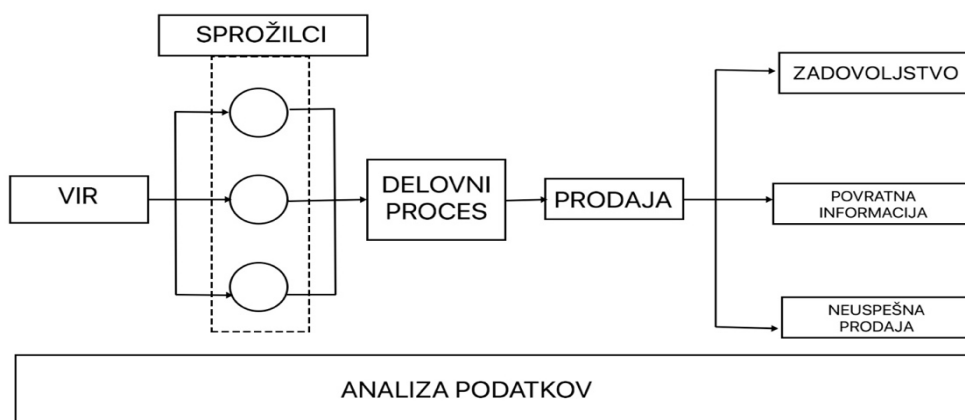 SPROŽILCI
VIR
DELOVNI
PROCES
PRODAJA
ZADOVOLJSTVO
POVRATNA
INFORMACIJA
NEUSPEŠNA
PRODAJA
ANALIZA PODATKOV